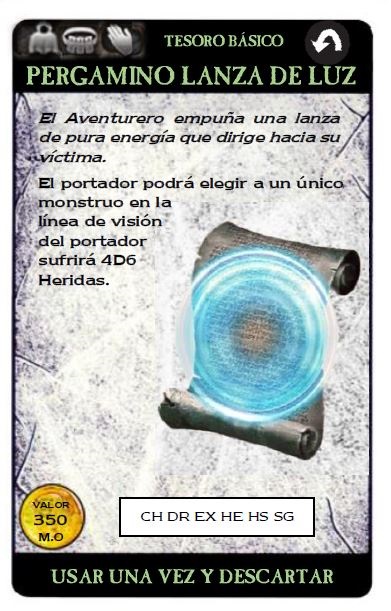 TESORO BÁSICO
PERGAMINO LANZA DE LUZ
El Aventurero empuña una lanza
de pura energía que dirige hacia su
víctima.
El portador podrá elegir a un único
monstruo en la
línea de visión
del portador
sufrirá 4D6
Heridas.
VALOR
350
M.O
CH DR EX HE HS SG
USAR UNA VEZ Y DESCARTAR